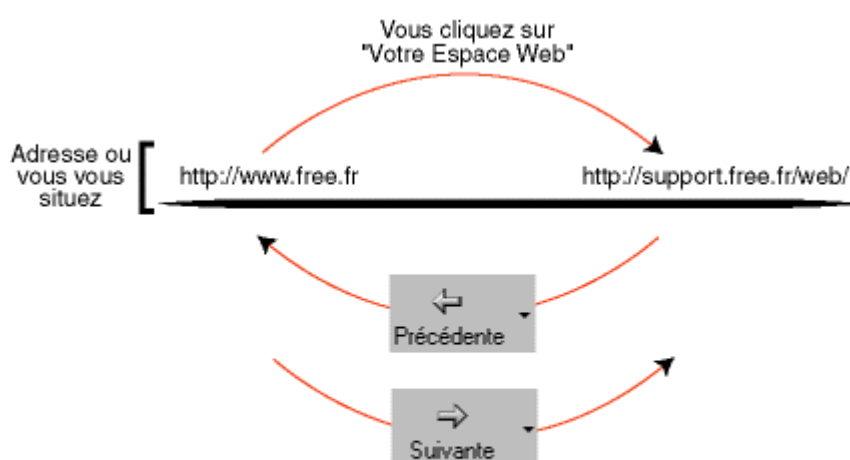 Vous cliquez sur
"Votre Espace Web"
Adresse ou
vous vous
situez
http://www.free.fr
http://support.free.fr/web/
Précédente
Suivante